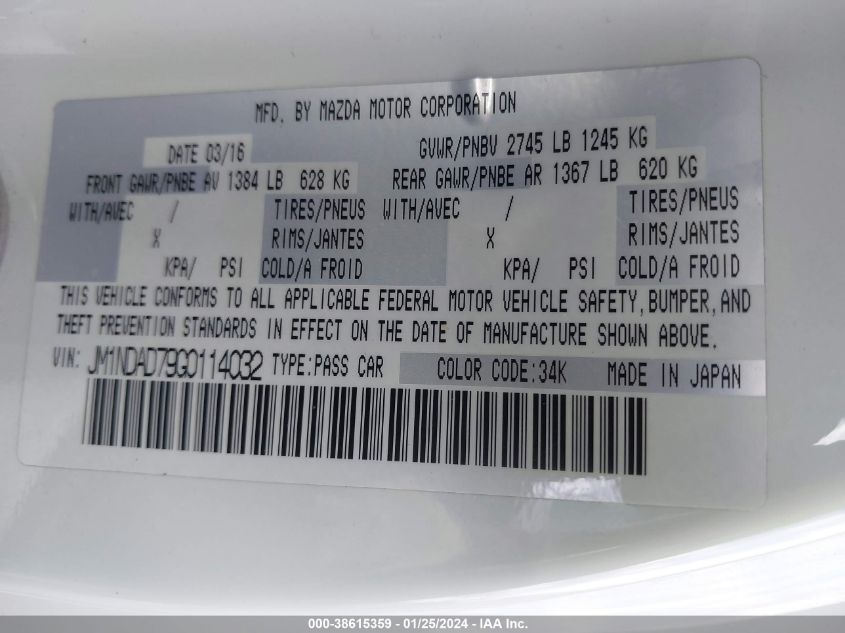 MFD. BY MAZDA MOTOR CORPORATION
DATE 03/16 GVWR/PNBV 2745 LB 1245 KG
FRONT GAWR/PNBE AV 1384 LB 628 KG REAR GAWR/PNBE AR 1367 LB 620 KG
WITH/AVEC / TIRES/PNEUS WITH/AVEC / TIRES/PNEUS
X RIMS/JANTES X RIMS/JANTES
KPA/ PSI COLD/A FROID KPA/ PSI COLD/A FROID
THIS VEHICLE CONFORMS TO ALL APPLICABLE FEDERAL MOTOR VEHICLE SAFETY, BUMPER, AND
THEFT PREVENTION STANDARDS IN EFFECT ON THE DATE OF MANUFACTURE SHOWN ABOVE.
VIN: JM1NDAD79G0114032 TYPE:PASS CAR COLOR CODE:34K MADE IN JAPAN
000-38615359 - 01/25/2024 - IAA Inc.